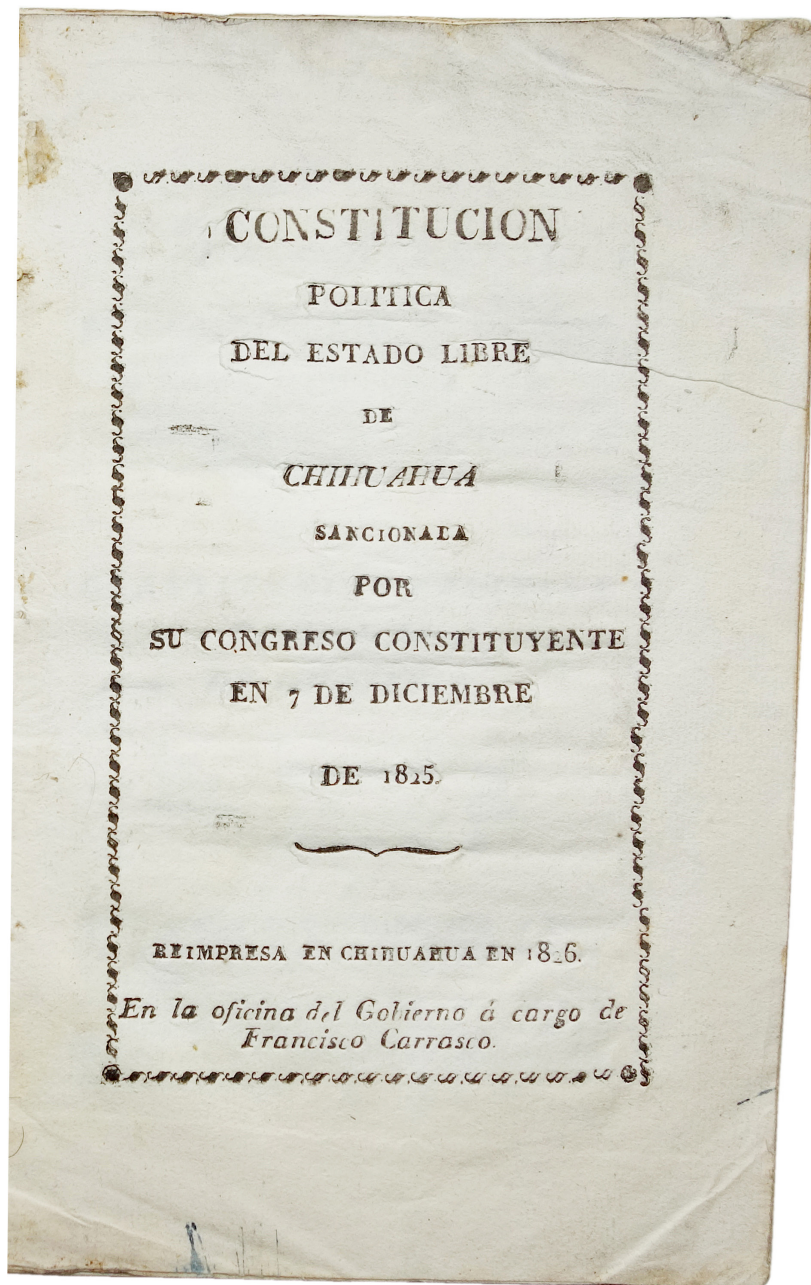 CONSTITUCION
POLITICA
DEL ESTADO LIBRE
DE
CHIHUAHUA
SANCIONADA
POR
SU CONGRESO CONSTITUYENTE
EN 7 DE DICIEMBRE
DE 1825.
REIMPRESA EN CHIHUAHUA EN 1826.
En la oficina del Gobierno á cargo de
Francisco Carrasco.